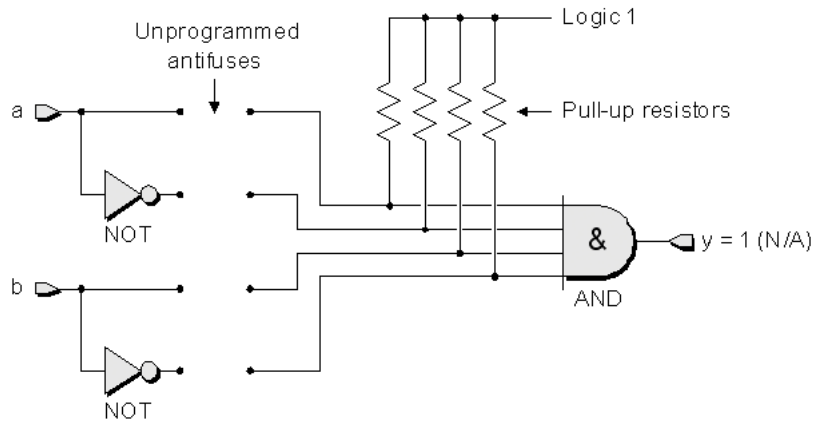 Unprogrammed
antifuses
Logic 1
a
Pull-up resistors
NOT
&
y = 1 (N/A)
b
AND
NOT